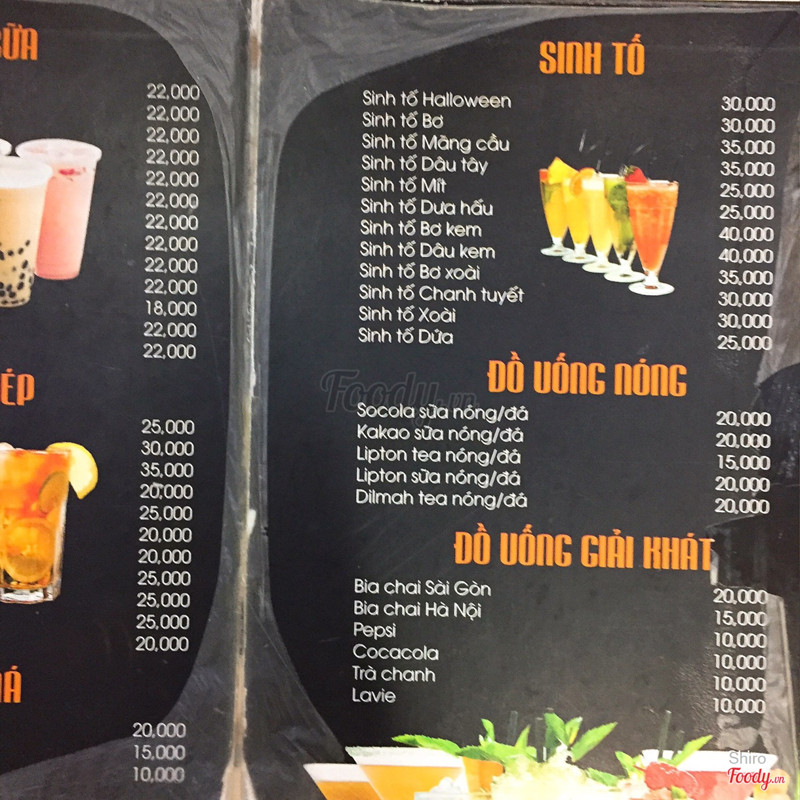 ỮA
22,000
22,000
22,000
22,000
22,000
22,000
22,000
22,000
22,000
22,000
18,000
22,000
22,000
ÉP
25,000
30,000
35,000
20,000
25,000
20,000
20,000
25,000
25,000
25,000
20,000
Á
20,000
15,000
10,000
SINH TỐ
Sinh tố Halloween 30,000
Sinh tố Bơ 30,000
Sinh tố Mãng cầu 35,000
Sinh tố Dâu tây 35,000
Sinh tố Mít 25,000
Sinh tố Dưa hấu 25,000
Sinh tố Bơ kem 40,000
Sinh tố Dâu kem 40,000
Sinh tố Bơ xoài 35,000
Sinh tố Chanh tuyết 30,000
Sinh tố Xoài 30,000
Sinh tố Dứa 25,000
Foody.vn
ĐỒ UỐNG NÓNG
Socola sữa nóng/đá 20,000
Kakao sữa nóng/đá 20,000
Lipton tea nóng/đá 15,000
Lipton sữa nóng/đá 20,000
Dilmah tea nóng/đá 20,000
ĐỒ UỐNG GIẢI KHÁT
Bia chai Sài Gòn 20,000
Bia chai Hà Nội 15,000
Pepsi 10,000
Cocacola 10,000
Trà chanh 10,000
Lavie 10,000
Shiro
Foody.vn